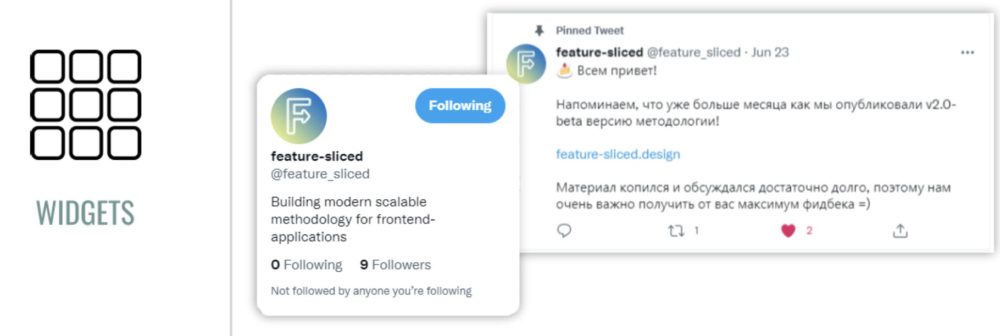 WIDGETS
Following
feature-sliced
@feature_sliced
Building modern scalable
methodology for frontend-
applications
0 Following 9 Followers
Not followed by anyone you're following
Pinned Tweet
feature-sliced @feature_sliced · Jun 23
🍰 Всем привет!
Напоминаем, что уже больше месяца как мы опубликовали v2.0-
beta версию методологии!
feature-sliced.design
Материал копился и обсуждался достаточно долго, поэтому нам
очень важно получить от вас максимум фидбека =)
1 2